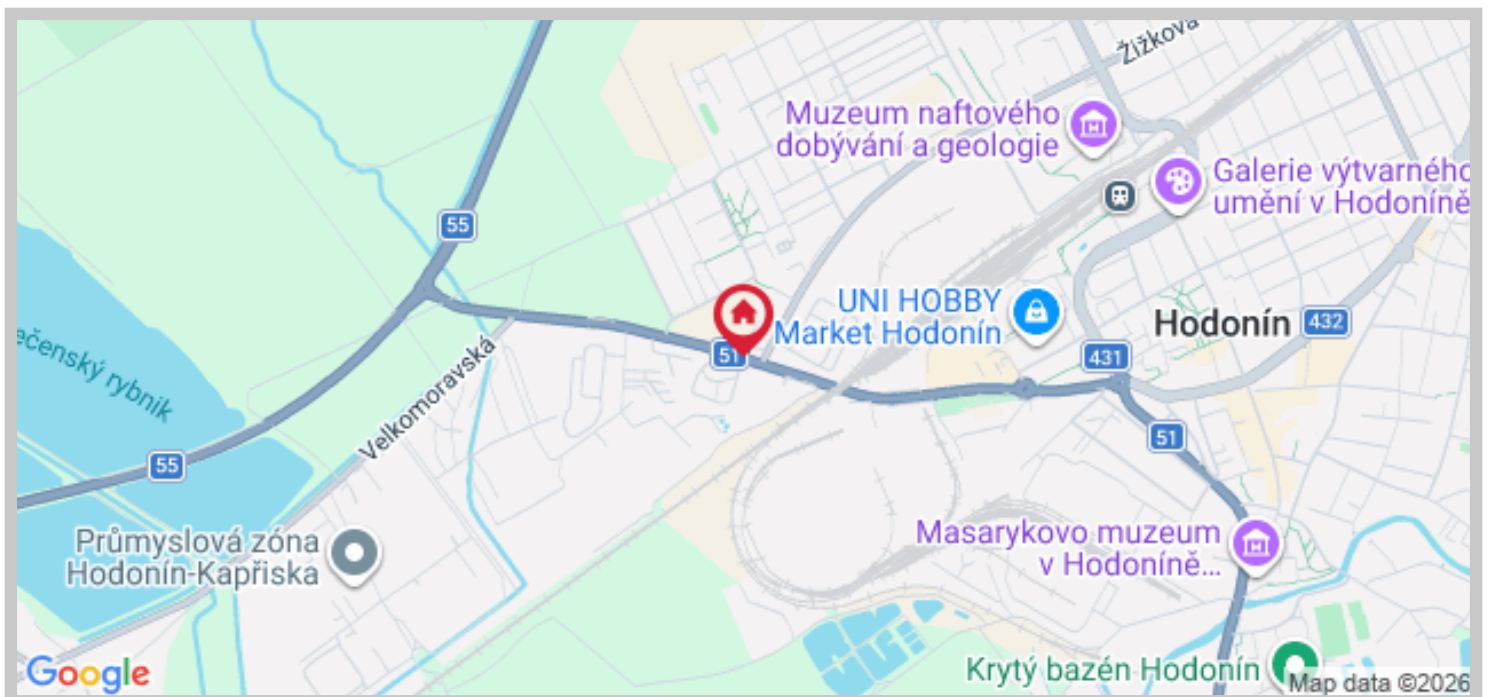 Žižkova
Muzeum naftového
dobývání a geologie
Galerie výtvarného
umění v Hodoníně
55
UNI HOBBY
Market Hodonín
Hodonín
432
51
431
ečenský rybník
Velkomoravská
51
55
Průmyslová zóna
Hodonín-Kapřiska
Masarykovo muzeum
v Hodoníně...
Krytý bazén Hodonín
Google
Map data ©2026